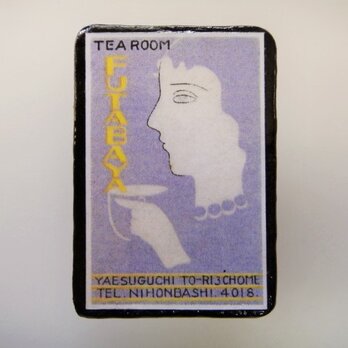 TEA ROOM
FUTABAYA
YAESUGUCHI TO-RI 3'CHOME
TEL. NIHONBASHI. 4018.